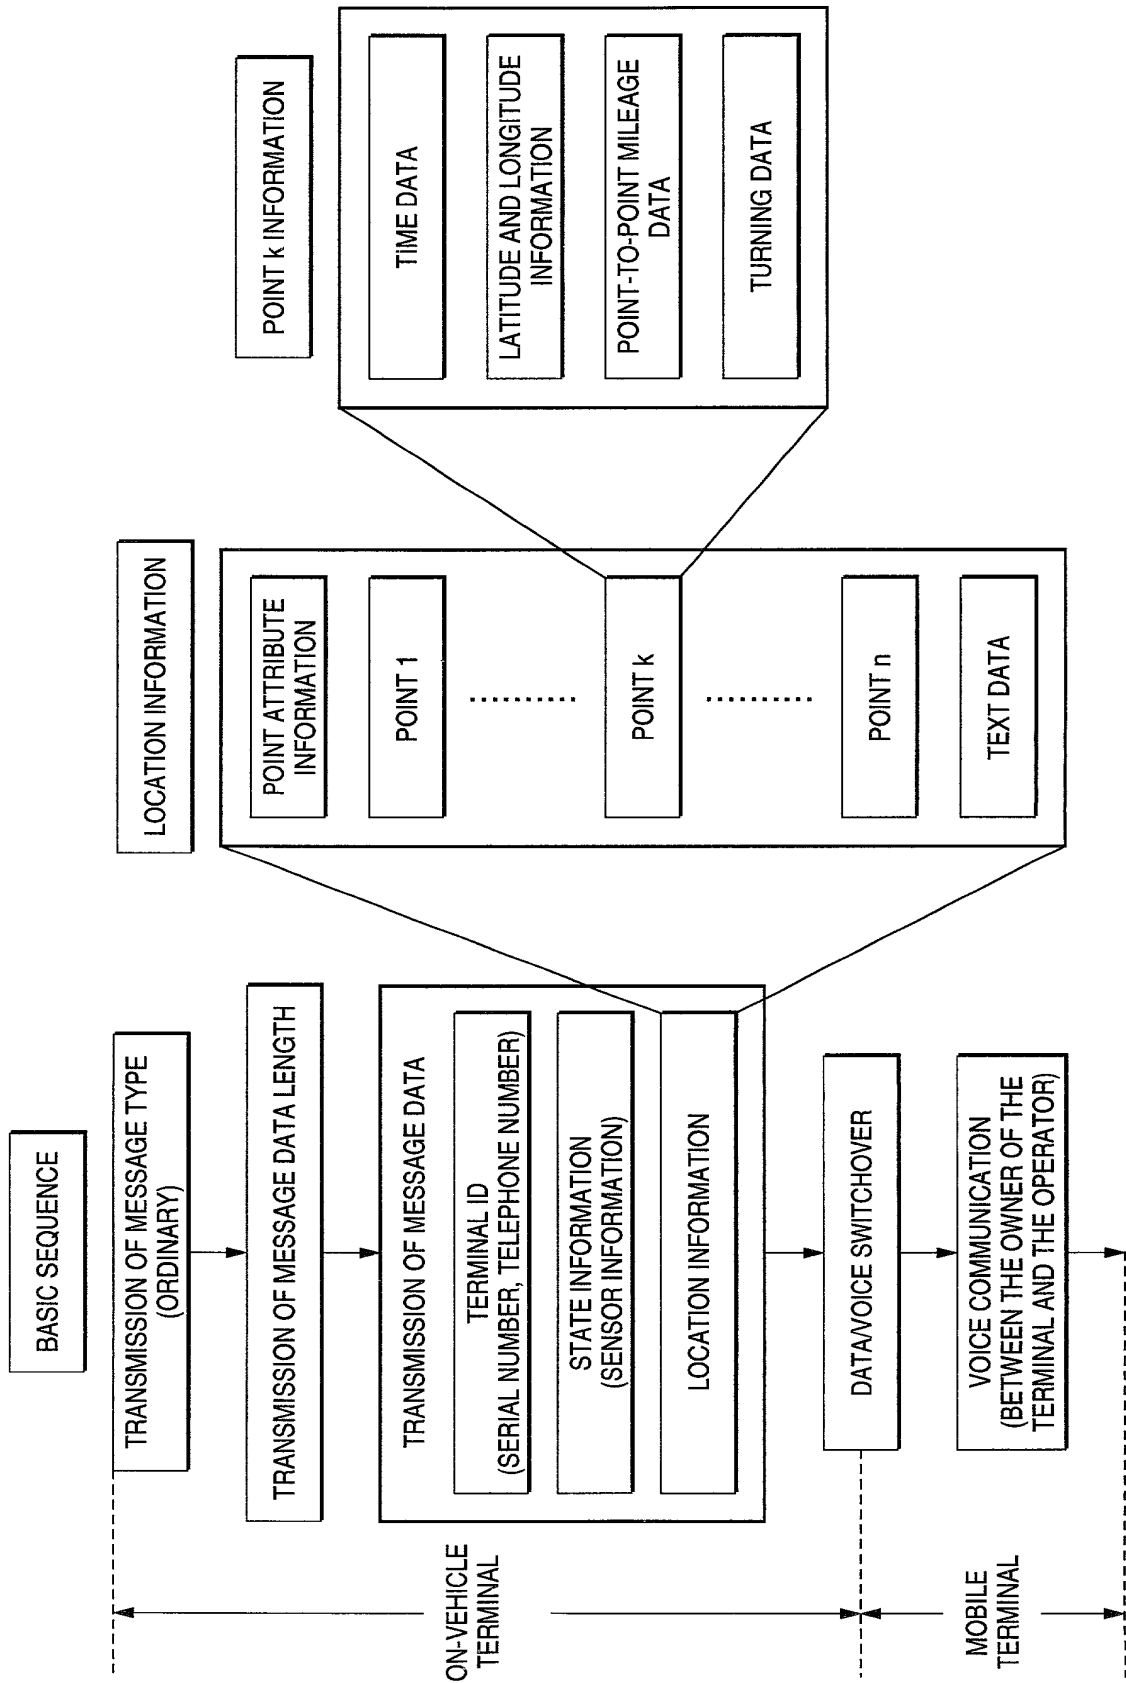 BASIC SEQUENCE
TRANSMISSION OF MESSAGE TYPE
(ORDINARY)
TRANSMISSION OF MESSAGE DATA LENGTH
TRANSMISSION OF MESSAGE DATA
TERMINAL ID
(SERIAL NUMBER, TELEPHONE NUMBER)
STATE INFORMATION
(SENSOR INFORMATION)
LOCATION INFORMATION
DATA/VOICE SWITCHOVER
VOICE COMMUNICATION
(BETWEEN THE OWNER OF THE
TERMINAL AND THE OPERATOR)
ON-VEHICLE
TERMINAL
MOBILE
TERMINAL
LOCATION INFORMATION
POINT ATTRIBUTE
INFORMATION
POINT 1
POINT k
POINT n
TEXT DATA
POINT k INFORMATION
TIME DATA
LATITUDE AND LONGITUDE
INFORMATION
POINT-TO-POINT MILEAGE
DATA
TURNING DATA